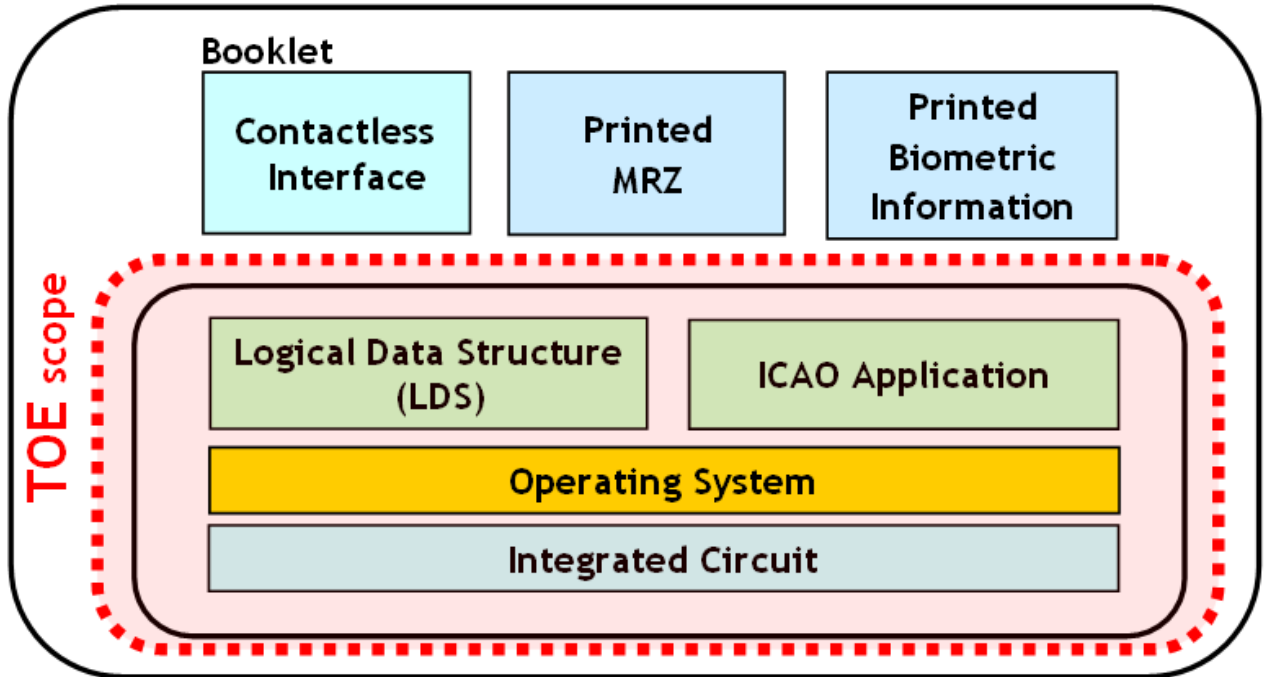 Booklet
Contactless
Interface
Printed
MRZ
Printed
Biometric
Information
TOE scope
Logical Data Structure
(LDS)
ICAO Application
Operating System
Integrated Circuit